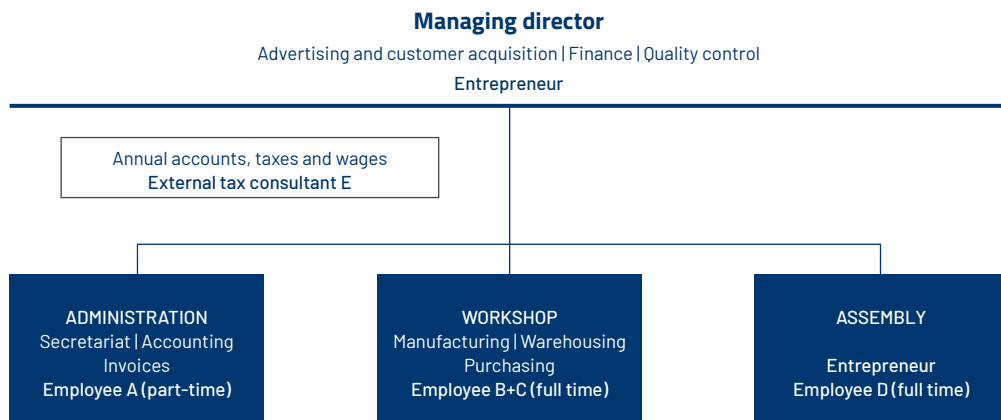 Managing director
Advertising and customer acquisition | Finance | Quality control
Entrepreneur
Annual accounts, taxes and wages
External tax consultant E
ADMINISTRATION
Secretariat | Accounting
Invoices
Employee A (part-time)
WORKSHOP
Manufacturing | Warehousing
Purchasing
Employee B+C (full time)
ASSEMBLY
Entrepreneur
Employee D (full time)